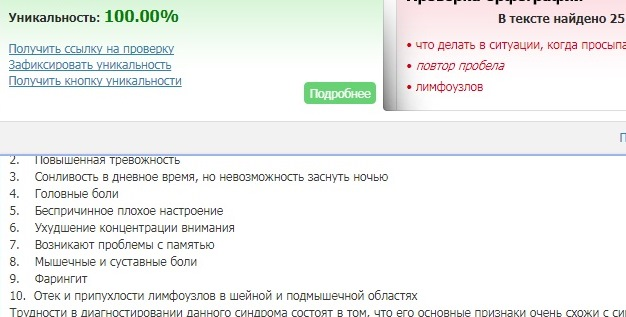 Уникальность: 100.00%
Получить ссылку на проверку
Зафиксировать уникальность
Получить кнопку уникальности
Подробнее
В тексте найдено 25
• что делать в ситуации, когда
• повтор пробела
• лимфоузлов
2. Повышенная тревожность
3. Сонливость в дневное время, но невозможность заснуть ночью
4. Головные боли
5. Беспричинное плохое настроение
6. Ухудшение концентрации внимания
7. Возникают проблемы с памятью
8. Мышечные и суставные боли
9. Фарингит
10. Отек и припухлости лимфоузлов в шейной и подмышечной областях
Трудности в диагностировании данного синдрома состоят в том, что его основные признаки очень схожи с